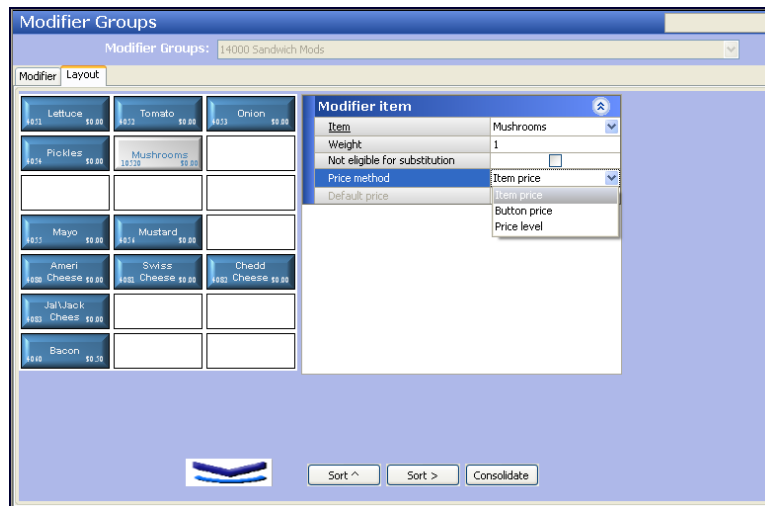 Modifier Groups
Modifier Groups: 14000 Sandwich Mods
Modifier Layout
Lettuce $0.00
Tomato $0.00
Onion $0.00
Pickles $0.00
Mushrooms 10520 $0.00
Mayo $0.00
Mustard $0.00
Ameri Cheese $0.00
Swiss Cheese $0.00
Chedd Cheese $0.00
Jal\Jack Chees $0.00
Bacon $0.50
Modifier item
Item Mushrooms
Weight 1
Not eligible for substitution
Price method Item price
Default price
Item price
Button price
Price level
Sort ^ Sort > Consolidate